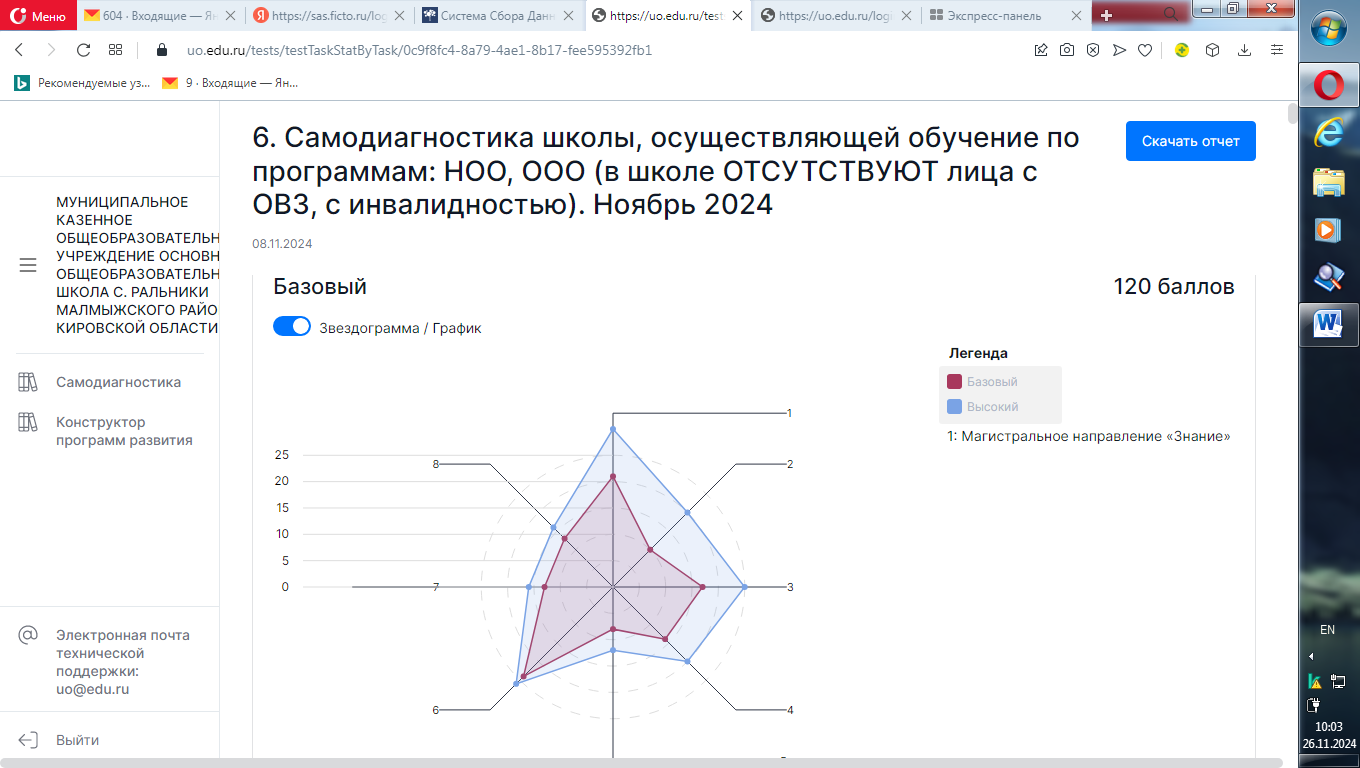 Меню
604 · Входящие — Ян
https://sas.ficto.ru/log
Система Сбора Данн
https://uo.edu.ru/test
https://uo.edu.ru/logi
Экспресс-панель
uo.edu.ru/tests/testTaskStatByTask/0c9f8fc4-8a79-4ae1-8b17-fee595392fb1
Рекомендуемые уз...
9 · Входящие — Ян...
МУНИЦИПАЛЬНОЕ
КАЗЕННОЕ
ОБЩЕОБРАЗОВАТЕЛЬН
УЧРЕЖДЕНИЕ ОСНОВН
ОБЩЕОБРАЗОВАТЕЛЬН
ШКОЛА С. РАЛЬНИКИ
МАЛМЫЖСКОГО РАЙО
КИРОВСКОЙ ОБЛАСТИ
Самодиагностика
Конструктор
программ развития
Электронная почта
технической
поддержки:
uo@edu.ru
Выйти
6. Самодиагностика школы, осуществляющей обучение по
программам: НОО, ООО (в школе ОТСУТСТВУЮТ лица с
ОВЗ, с инвалидностью). Ноябрь 2024
Скачать отчет
08.11.2024
Базовый
120 баллов
Звездограмма / График
Легенда
Базовый
Высокий
1: Магистральное направление «Знание»
1
2
3
4
6
7
8
25
20
15
10
5
0
EN
10:03
26.11.2024